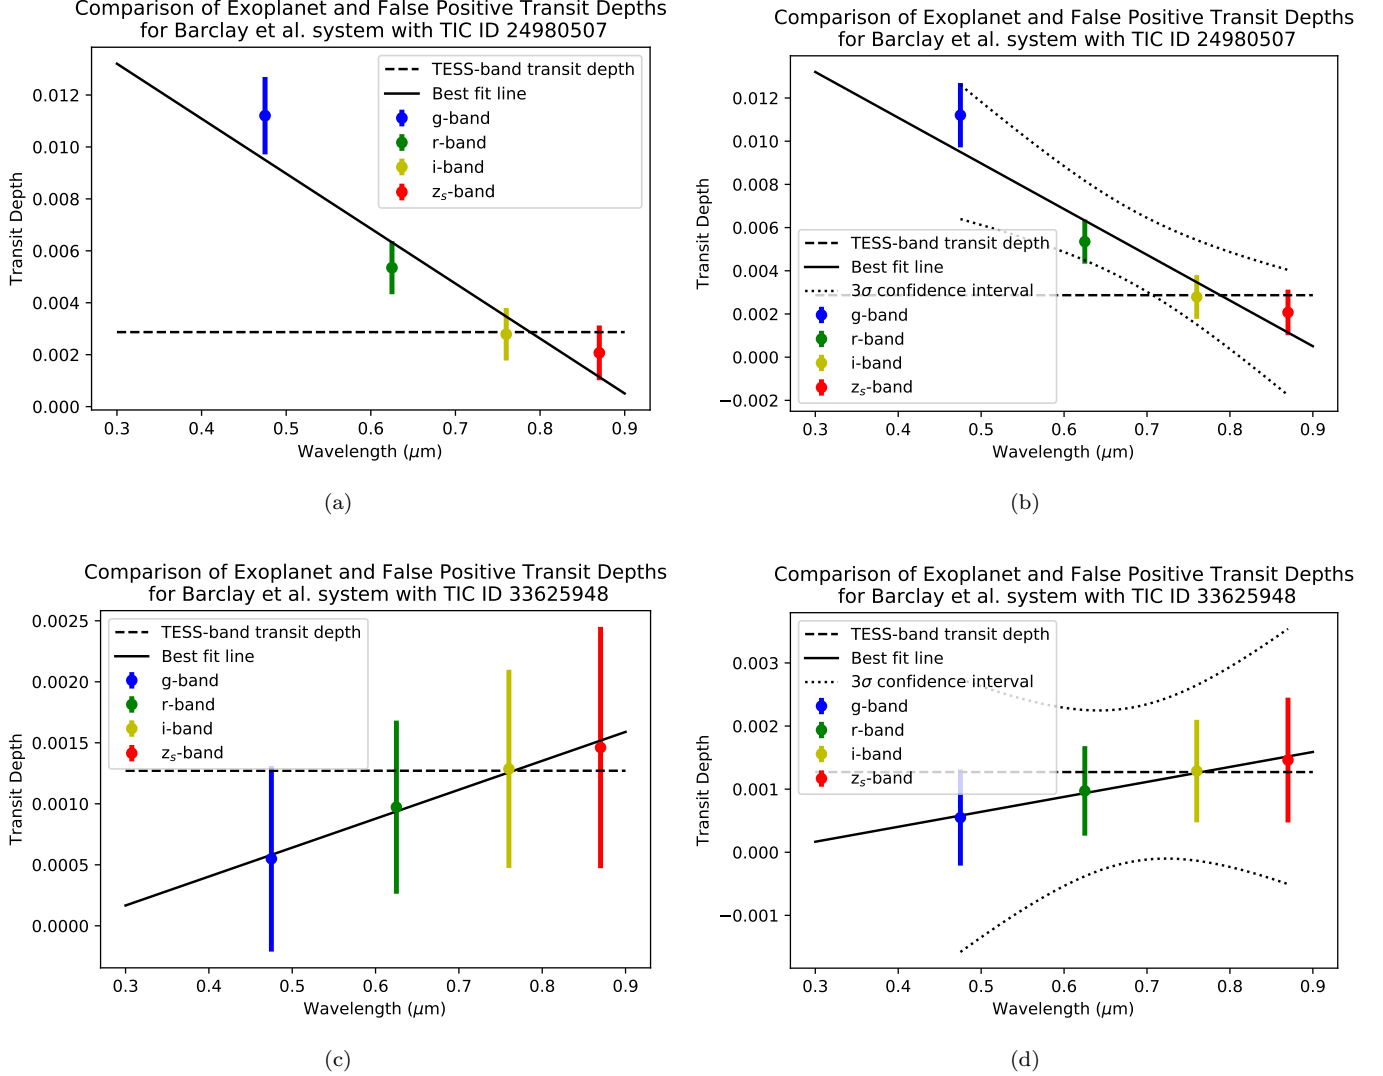 Comparison of Exoplanet and False Positive Transit Depths
for Barclay et al. system with TIC ID 24980507
Transit Depth
0.012
0.010
0.008
0.006
0.004
0.002
0.000
TESS-band transit depth
Best fit line
g-band
r-band
i-band
zₛ-band
0.3 0.4 0.5 0.6 0.7 0.8 0.9
Wavelength (μm)
(a)
Comparison of Exoplanet and False Positive Transit Depths
for Barclay et al. system with TIC ID 24980507
Transit Depth
0.012
0.010
0.008
0.006
0.004
0.002
0.000
−0.002
TESS-band transit depth
Best fit line
3σ confidence interval
g-band
r-band
i-band
zₛ-band
0.3 0.4 0.5 0.6 0.7 0.8 0.9
Wavelength (μm)
(b)
Comparison of Exoplanet and False Positive Transit Depths
for Barclay et al. system with TIC ID 33625948
Transit Depth
0.0025
0.0020
0.0015
0.0010
0.0005
0.0000
TESS-band transit depth
Best fit line
g-band
r-band
i-band
zₛ-band
0.3 0.4 0.5 0.6 0.7 0.8 0.9
Wavelength (μm)
(c)
Comparison of Exoplanet and False Positive Transit Depths
for Barclay et al. system with TIC ID 33625948
Transit Depth
0.003
0.002
0.001
0.000
−0.001
TESS-band transit depth
Best fit line
3σ confidence interval
g-band
r-band
i-band
zₛ-band
0.3 0.4 0.5 0.6 0.7 0.8 0.9
Wavelength (μm)
(d)